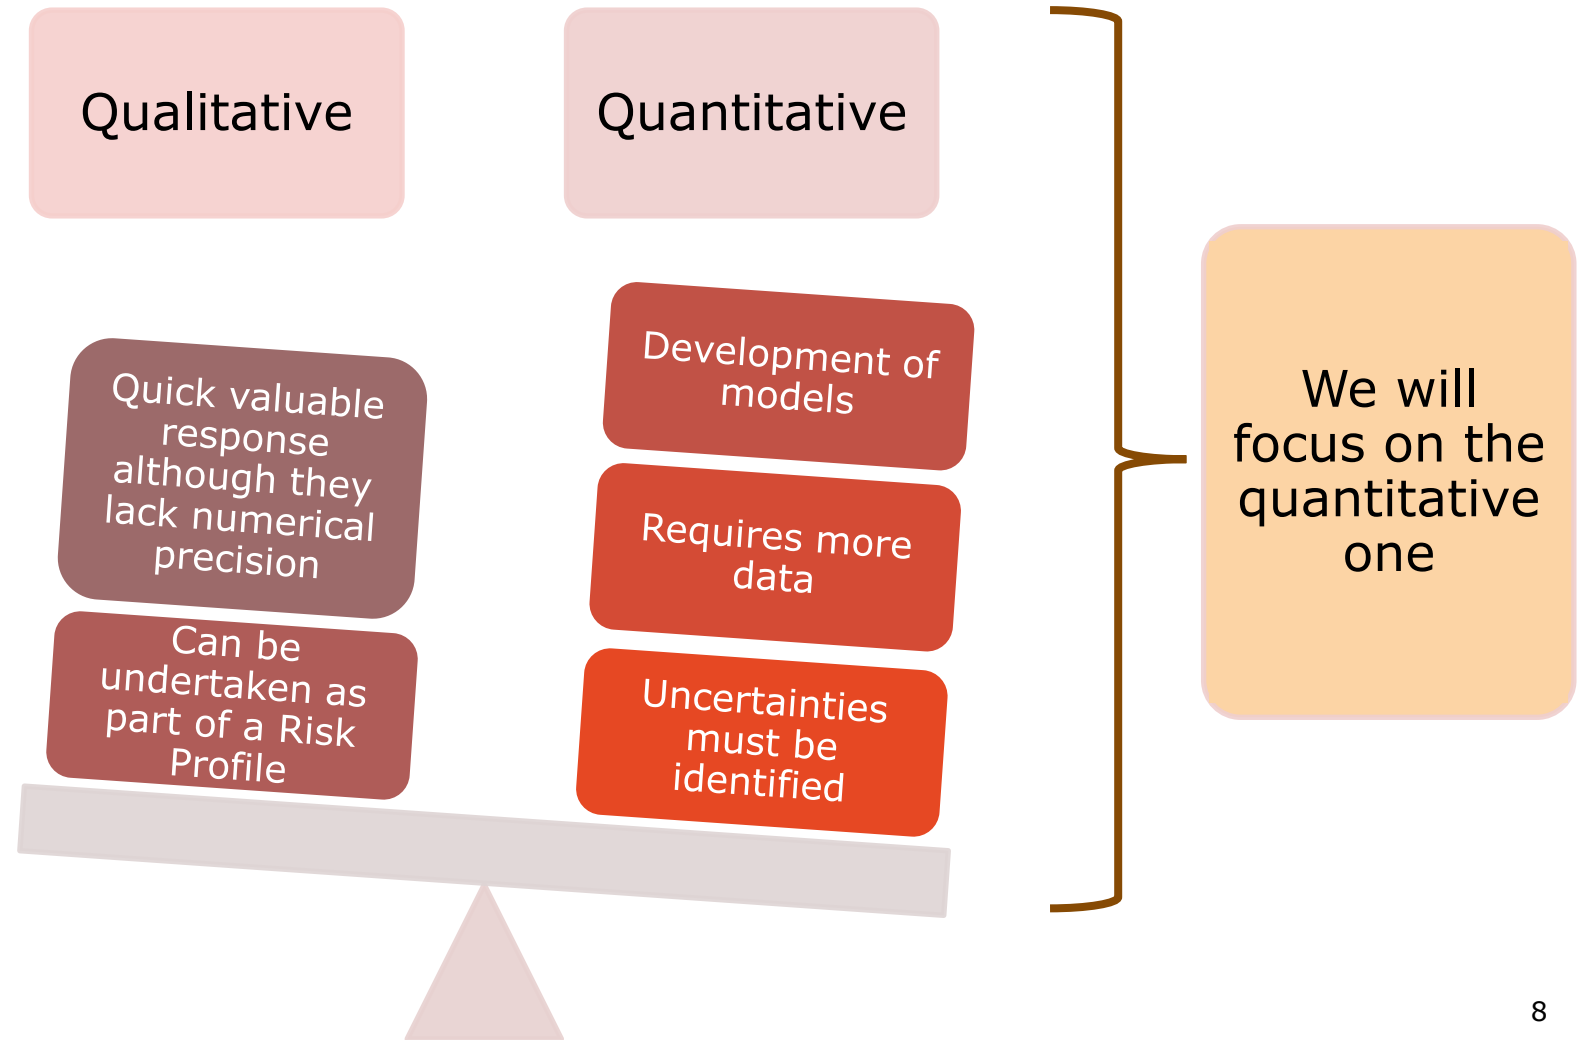 Qualitative
Quantitative
Quick valuable
response
although they
lack numerical
precision
Can be
undertaken as
part of a Risk
Profile
Development of
models
Requires more
data
Uncertainties
must be
identified
We will
focus on the
quantitative
one
8